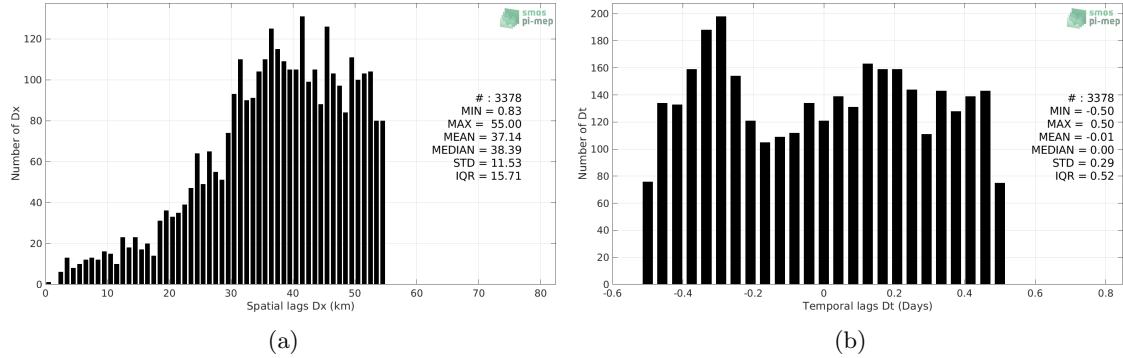 smos
pi-mep
120
100
80
60
40
20
0
Number of Dx
# : 3378
MIN = 0.83
MAX = 55.00
MEAN = 37.14
MEDIAN = 38.39
STD = 11.53
IQR = 15.71
0 10 20 30 40 50 60 70 80
Spatial lags Dx (km)
(a)
smos
pi-mep
200
180
160
140
120
100
80
60
40
20
0
Number of Dt
# : 3378
MIN = -0.50
MAX = 0.50
MEAN = -0.01
MEDIAN = 0.00
STD = 0.29
IQR = 0.52
-0.6 -0.4 -0.2 0 0.2 0.4 0.6 0.8
Temporal lags Dt (Days)
(b)